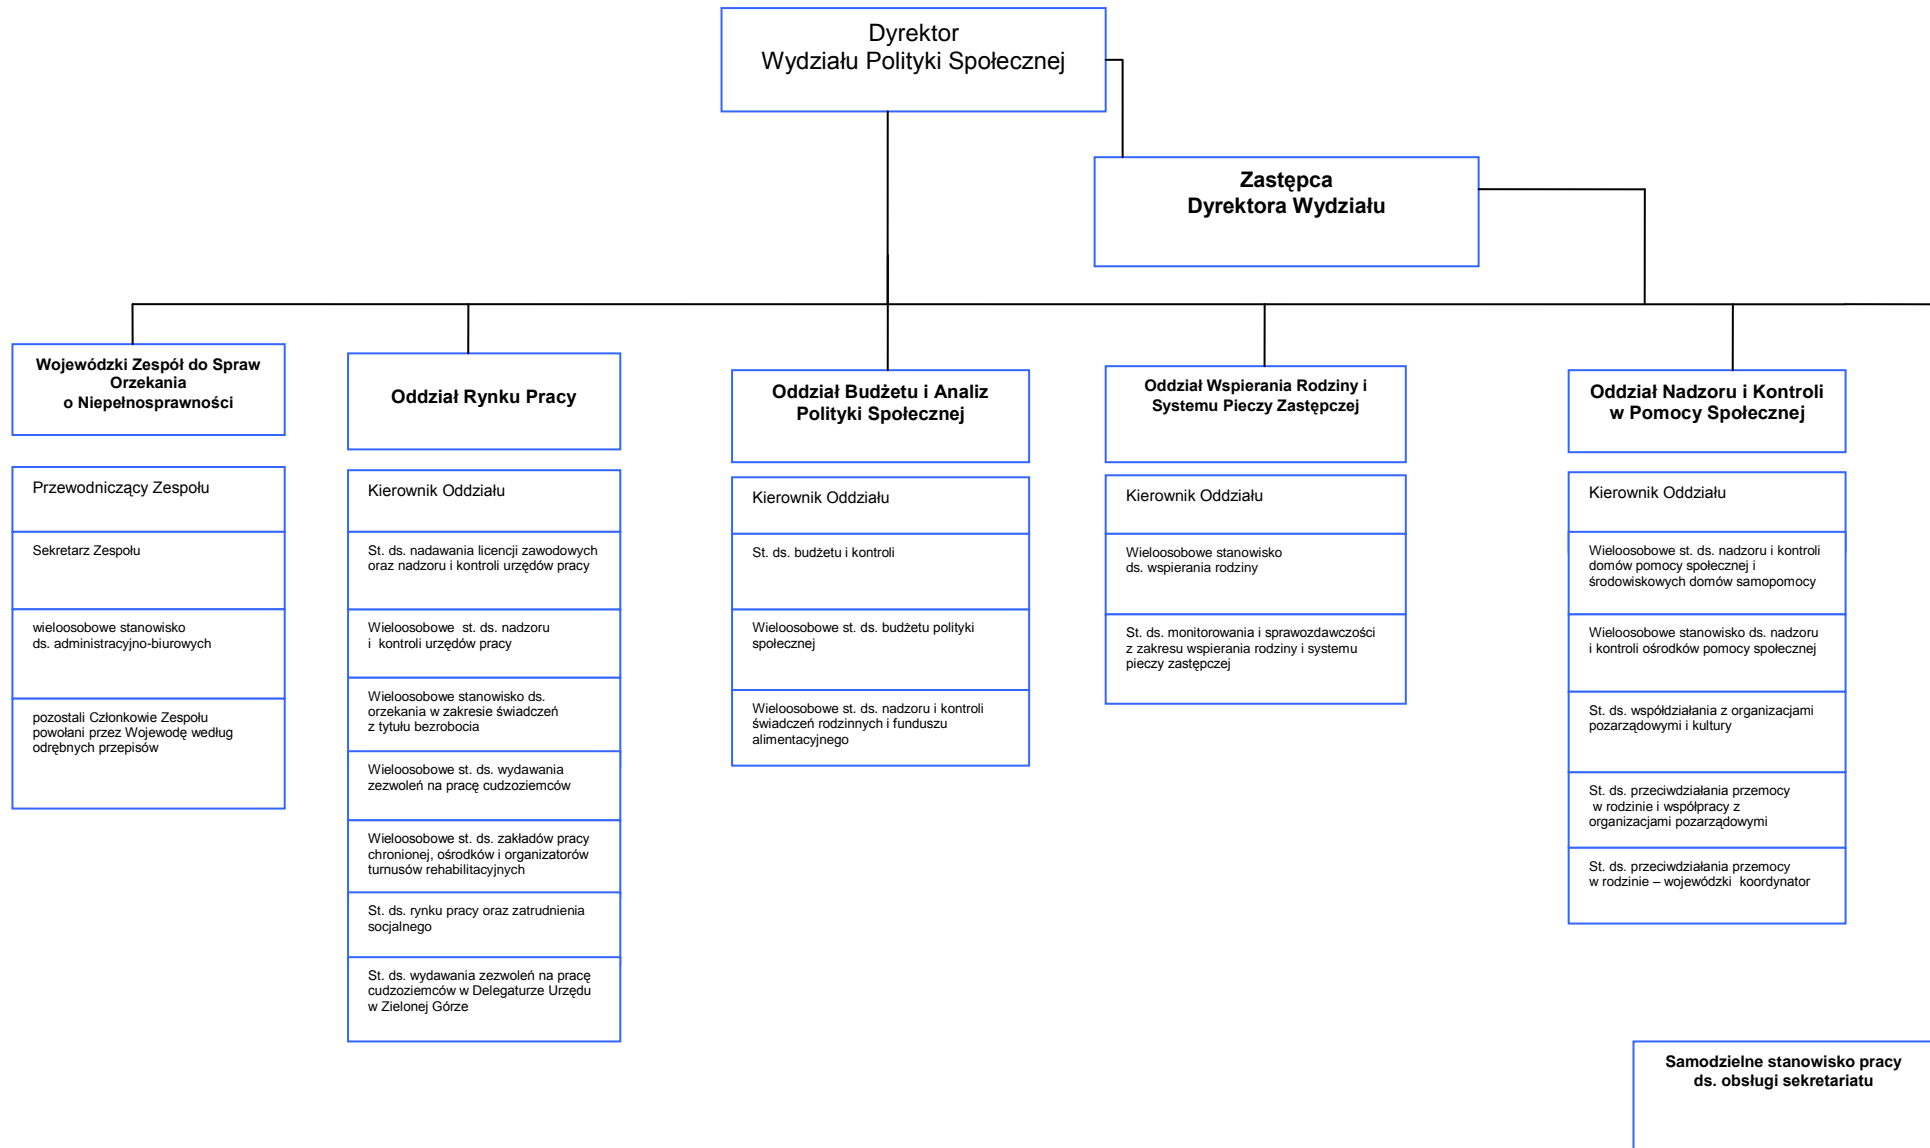 Dyrektor
Wydziału Polityki Społecznej
Zastępca
Dyrektora Wydziału
Wojewódzki Zespół do Spraw
Orzekania
o Niepełnosprawności
Przewodniczący Zespołu
Sekretarz Zespołu
wieloosobowe stanowisko
ds. administracyjno-biurowych
pozostali Członkowie Zespołu
powołani przez Wojewodę według
odrębnych przepisów
Oddział Rynku Pracy
Kierownik Oddziału
St. ds. nadawania licencji zawodowych
oraz nadzoru i kontroli urzędów pracy
Wieloosobowe st. ds. nadzoru
i kontroli urzędów pracy
Wieloosobowe stanowisko ds.
orzekania w zakresie świadczeń
z tytułu bezrobocia
Wieloosobowe st. ds. wydawania
zezwoleń na pracę cudzoziemców
Wieloosobowe st. ds. zakładów pracy
chronionej, ośrodków i organizatorów
turnusów rehabilitacyjnych
St. ds. rynku pracy oraz zatrudnienia
socjalnego
St. ds. wydawania zezwoleń na pracę
cudzoziemców w Delegaturze Urzędu
w Zielonej Górze
Oddział Budżetu i Analiz
Polityki Społecznej
Kierownik Oddziału
St. ds. budżetu i kontroli
Wieloosobowe st. ds. budżetu polityki
społecznej
Wieloosobowe st. ds. nadzoru i kontroli
świadczeń rodzinnych i funduszu
alimentacyjnego
Oddział Wspierania Rodziny i
Systemu Pieczy Zastępczej
Kierownik Oddziału
Wieloosobowe stanowisko
ds. wspierania rodziny
St. ds. monitorowania i sprawozdawczości
z zakresu wspierania rodziny i systemu
pieczy zastępczej
Oddział Nadzoru i Kontroli
w Pomocy Społecznej
Kierownik Oddziału
Wieloosobowe st. ds. nadzoru i kontroli
domów pomocy społecznej i
środowiskowych domów samopomocy
Wieloosobowe stanowisko ds. nadzoru
i kontroli ośrodków pomocy społecznej
St. ds. współdziałania z organizacjami
pozarządowymi i kultury
St. ds. przeciwdziałania przemocy
w rodzinie i współpracy z
organizacjami pozarządowymi
St. ds. przeciwdziałania przemocy
w rodzinie – wojewódzki koordynator
Samodzielne stanowisko pracy
ds. obsługi sekretariatu